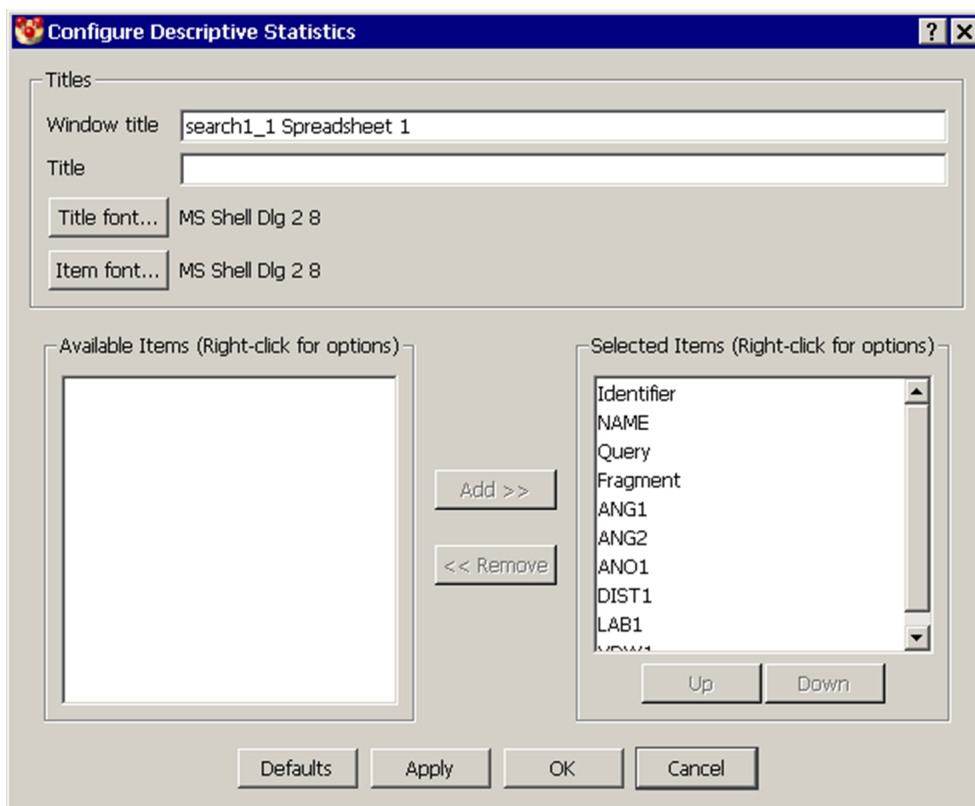 Configure Descriptive Statistics
Titles
Window title search1_1 Spreadsheet 1
Title
Title font... MS Shell Dlg 2 8
Item font... MS Shell Dlg 2 8
Available Items (Right-click for options)
Selected Items (Right-click for options)
Identifier
NAME
Query
Fragment
ANG1
ANG2
ANO1
DIST1
LAB1
Add >>
<< Remove
Up Down
Defaults Apply OK Cancel